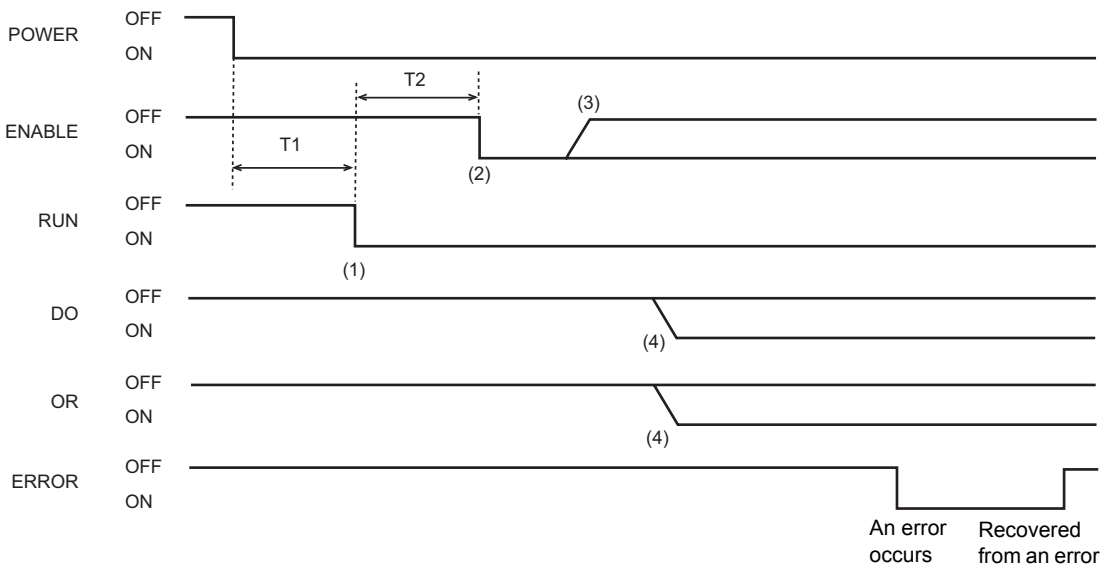 POWER
OFF
ON
T2
ENABLE
OFF
ON
(3)
T1
(2)
RUN
OFF
ON
(1)
DO
OFF
ON
(4)
OR
OFF
ON
(4)
ERROR
OFF
ON
An error
occurs
Recovered
from an error